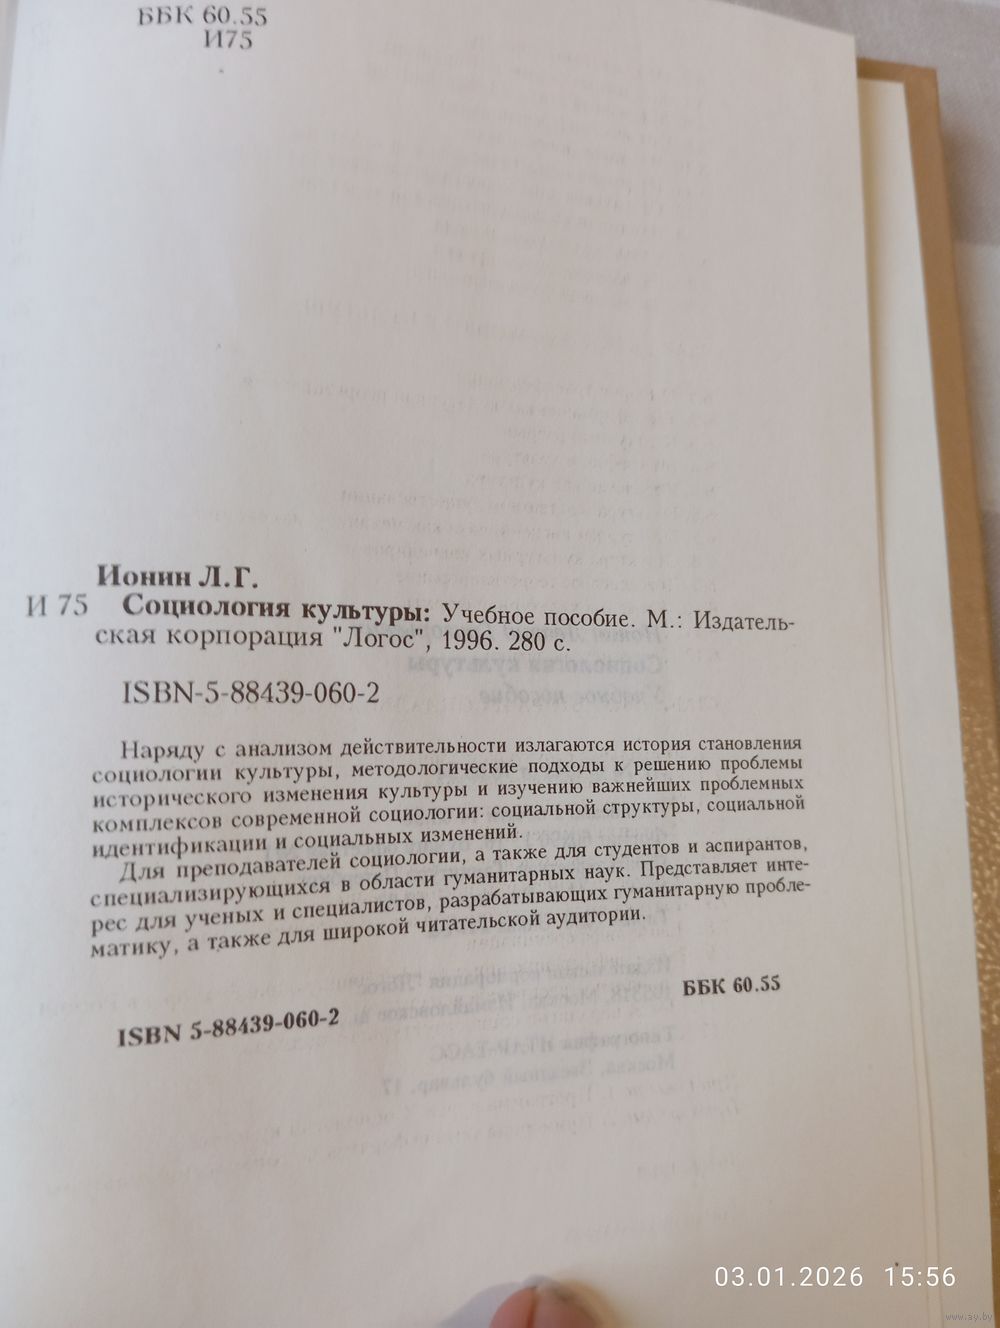 ББК 60.55
И75
Ионин Л.Г.
И 75 Социология культуры: Учебное пособие. М.: Издатель-
ская корпорация "Логос", 1996. 280 с.
ISBN-5-88439-060-2
Наряду с анализом действительности излагаются история становления
социологии культуры, методологические подходы к решению проблемы
исторического изменения культуры и изучению важнейших проблемных
комплексов современной социологии: социальной структуры, социальной
идентификации и социальных изменений.
Для преподавателей социологии, а также для студентов и аспирантов,
специализирующихся в области гуманитарных наук. Представляет инте-
рес для ученых и специалистов, разрабатывающих гуманитарную пробле-
матику, а также для широкой читательской аудитории.
ББК 60.55
ISBN 5-88439-060-2
03.01.2026 15:56
www.ay.by